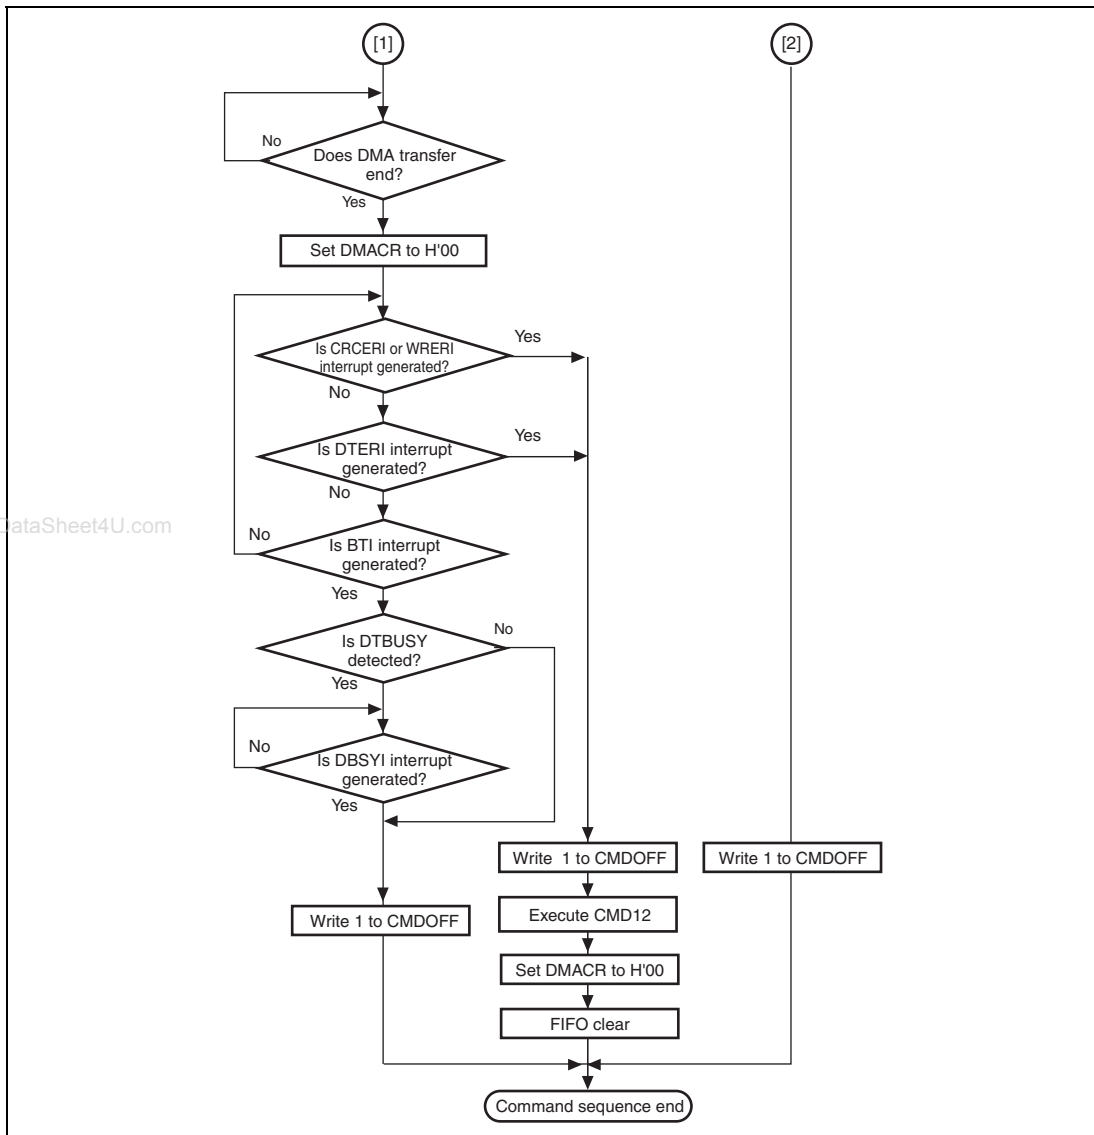 [1]
[2]
No
Does DMA transfer
end?
Yes
Set DMACR to H'00
Is CRCERI or WRERI
interrupt generated?
Yes
No
Is DTERI interrupt
generated?
Yes
No
DataSheet4U.com
No
Is BTI interrupt
generated?
Yes
Is DTBUSY
detected?
No
Yes
No
Is DBSYI interrupt
generated?
Yes
Write 1 to CMDOFF
Write 1 to CMDOFF
Write 1 to CMDOFF
Execute CMD12
Set DMACR to H'00
FIFO clear
Command sequence end